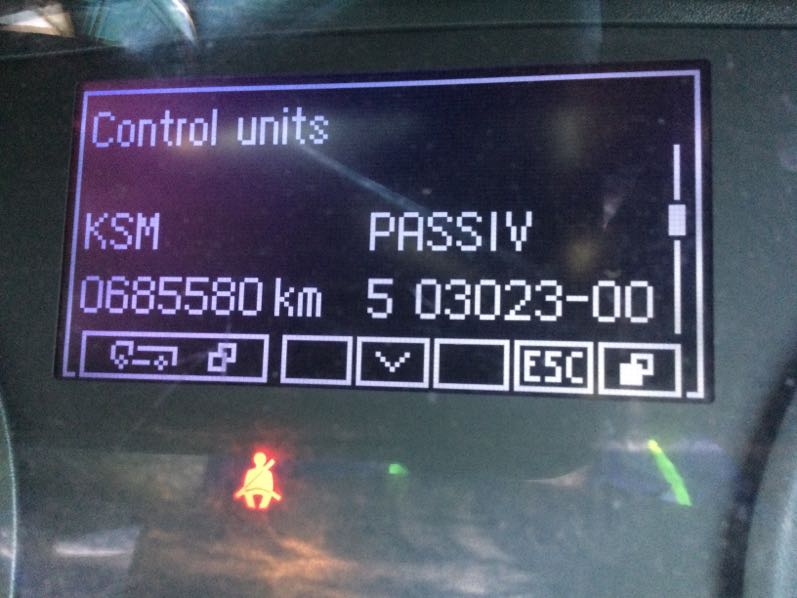 Control units
KSM PASSIV
0685580 km 5 03023-00
ESC